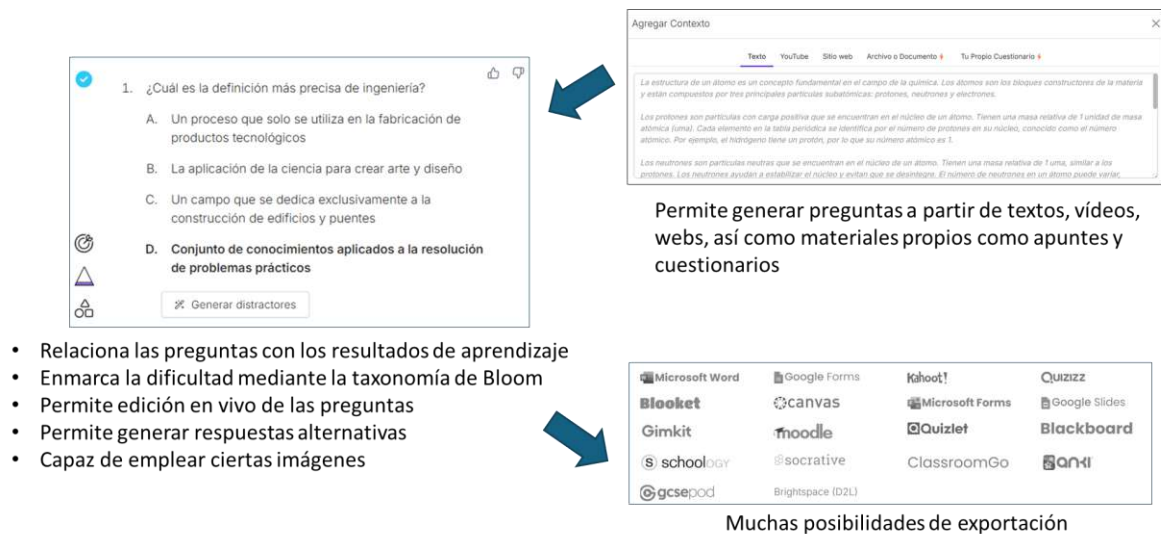 1. ¿Cuál es la definición más precisa de ingeniería?
A. Un proceso que solo se utiliza en la fabricación de
productos tecnológicos
B. La aplicación de la ciencia para crear arte y diseño
C. Un campo que se dedica exclusivamente a la
construcción de edificios y puentes
D. Conjunto de conocimientos aplicados a la resolución
de problemas prácticos
Generar distractores
Agregar Contexto
Texto YouTube Sitio web Archivo o Documento Tu Propio Cuestionario
La estructura de un átomo es un concepto fundamental en el campo de la química. Los átomos son los bloques constructores de la materia
y están compuestos por tres principales partículas subatómicas: protones, neutrones y electrones.
Los protones son partículas con carga positiva que se encuentran en el núcleo de un átomo. Tienen una masa relativa de 1 unidad de masa
atómica (uma). Cada elemento en la tabla periódica se identifica por el número de protones en su núcleo, conocido como el número
atómico. Por ejemplo, el hidrógeno tiene un protón, por lo que su número atómico es 1.
Los neutrones son partículas neutras que se encuentran en el núcleo de un átomo. Tienen una masa relativa de 1 uma, similar a los
protones. Los neutrones ayudan a estabilizar el núcleo y evitan que se desintegre. El número de neutrones en un átomo puede variar,
Permite generar preguntas a partir de textos, vídeos,
webs, así como materiales propios como apuntes y
cuestionarios
• Relaciona las preguntas con los resultados de aprendizaje
• Enmarca la dificultad mediante la taxonomía de Bloom
• Permite edición en vivo de las preguntas
• Permite generar respuestas alternativas
• Capaz de emplear ciertas imágenes
Microsoft Word Google Forms Kahoot! Quizizz
Blooket canvas Microsoft Forms Google Slides
Gimkit moodle Quizlet Blackboard
schoology socrative ClassroomGo anki
gcsepod Brightspace (D2L)
Muchas posibilidades de exportación